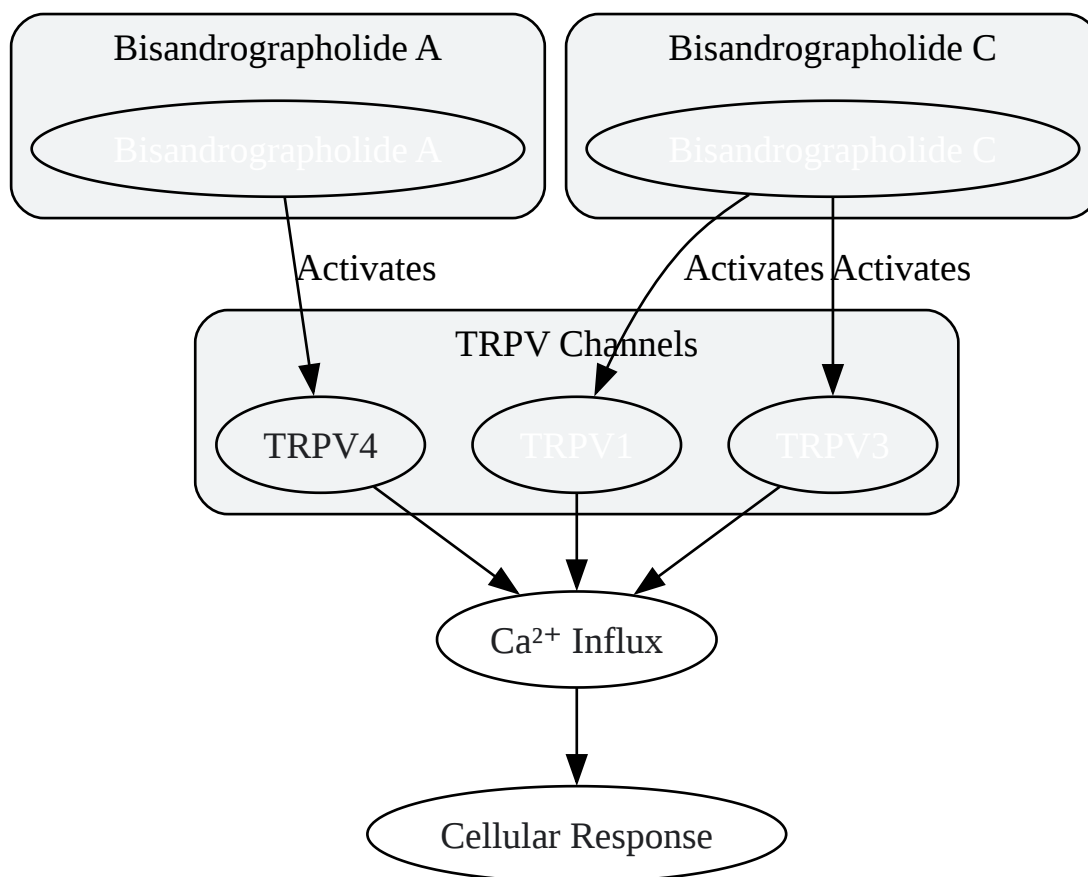 Bisandrographolide A
Bisandrographolide C
Bisandrographolide A
Bisandrographolide C
Activates
Activates
Activates
TRPV Channels
TRPV4
TRPV1
TRPV3
Ca²⁺ Influx
Cellular Response